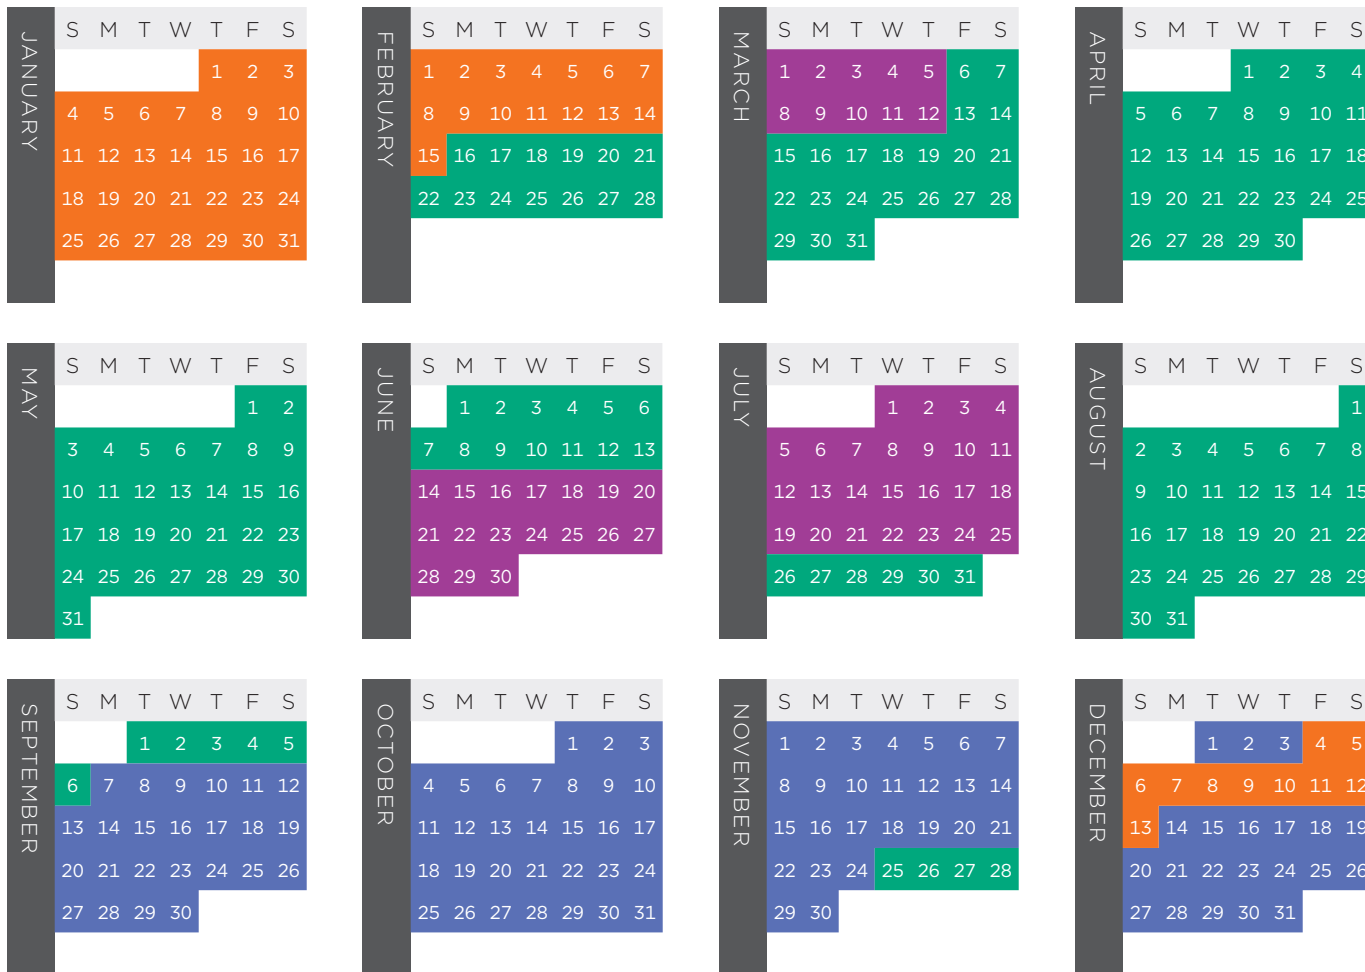 JANUARY
S M T W T F S
1 2 3
4 5 6 7 8 9 10
11 12 13 14 15 16 17
18 19 20 21 22 23 24
25 26 27 28 29 30 31
FEBRUARY
S M T W T F S
1 2 3 4 5 6 7
8 9 10 11 12 13 14
15 16 17 18 19 20 21
22 23 24 25 26 27 28
MARCH
S M T W T F S
1 2 3 4 5 6 7
8 9 10 11 12 13 14
15 16 17 18 19 20 21
22 23 24 25 26 27 28
29 30 31
APRIL
S M T W T F S
1 2 3 4
5 6 7 8 9 10 11
12 13 14 15 16 17 18
19 20 21 22 23 24 25
26 27 28 29 30
MAY
S M T W T F S
1 2
3 4 5 6 7 8 9
10 11 12 13 14 15 16
17 18 19 20 21 22 23
24 25 26 27 28 29 30
31
JUNE
S M T W T F S
1 2 3 4 5 6
7 8 9 10 11 12 13
14 15 16 17 18 19 20
21 22 23 24 25 26 27
28 29 30
JULY
S M T W T F S
1 2 3 4
5 6 7 8 9 10 11
12 13 14 15 16 17 18
19 20 21 22 23 24 25
26 27 28 29 30 31
AUGUST
S M T W T F S
1
2 3 4 5 6 7 8
9 10 11 12 13 14 15
16 17 18 19 20 21 22
23 24 25 26 27 28 29
30 31
SEPTEMBER
S M T W T F S
1 2 3 4 5
6 7 8 9 10 11 12
13 14 15 16 17 18 19
20 21 22 23 24 25 26
27 28 29 30
OCTOBER
S M T W T F S
1 2 3
4 5 6 7 8 9 10
11 12 13 14 15 16 17
18 19 20 21 22 23 24
25 26 27 28 29 30 31
NOVEMBER
S M T W T F S
1 2 3 4 5 6 7
8 9 10 11 12 13 14
15 16 17 18 19 20 21
22 23 24 25 26 27 28
29 30
DECEMBER
S M T W T F S
1 2 3 4 5
6 7 8 9 10 11 12
13 14 15 16 17 18 19
20 21 22 23 24 25 26
27 28 29 30 31